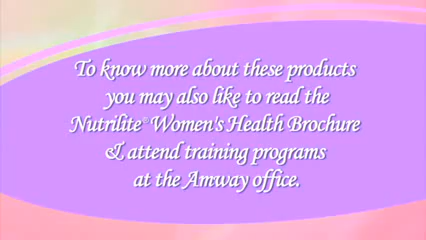 To know more about these products
you may also like to read the
Nutrilite® Women's Health Brochure
& attend training programs
at the Amway office.